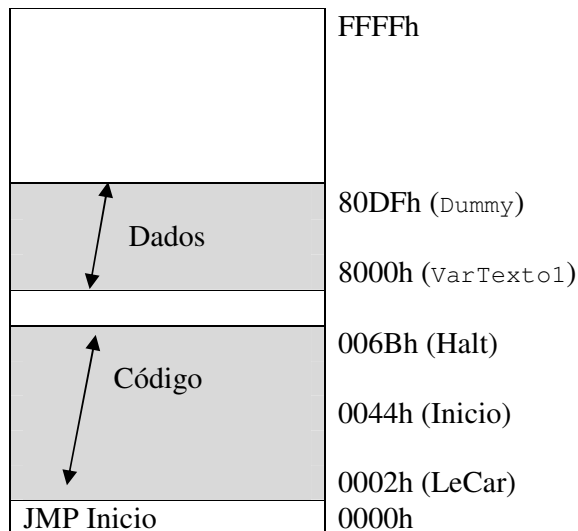 FFFFh
80DFh (Dummy)
Dados
8000h (VarTexto1)
006Bh (Halt)
Código
0044h (Inicio)
0002h (LeCar)
JMP Inicio 0000h